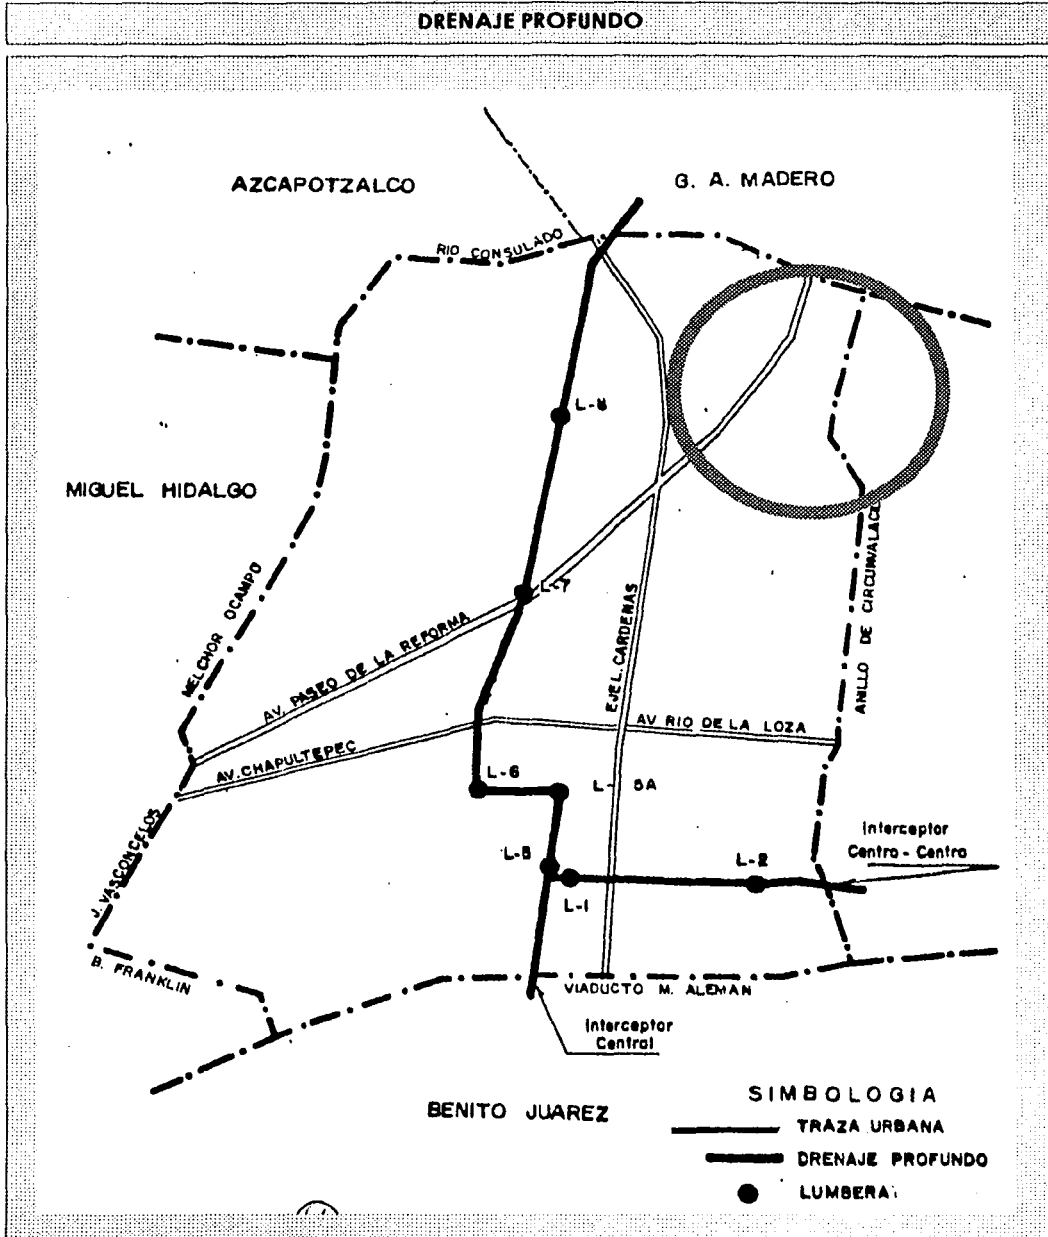 DRENAJE PROFUNDO
AZCAPOTZALCO
G. A. MADERO
RIO CONSULADO
L-8
MIGUEL HIDALGO
L-7
MELCHOR OCAMPO
AV. PASEO DE LA REFORMA
EJE L. CARDENAS
ANILLO DE CIRCUNVALACI
AV RIO DE LA LOZA
AV. CHAPULTEPEC
L-6
L- 5A
J. VASCONCELOS
L-5
L-1
L-2
Interceptor
Centro - Centro
B. FRANKLIN
VIADUCTO M. ALEMAN
Interceptor
Central
BENITO JUAREZ
SIMBOLOGIA
TRAZA URBANA
DRENAJE PROFUNDO
LUMBERA